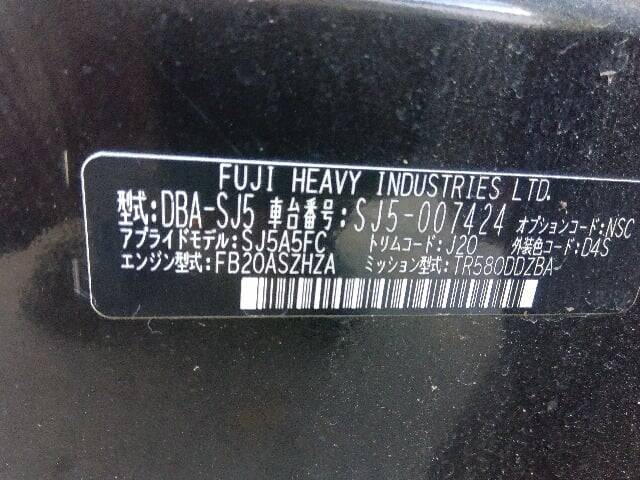 FUJI HEAVY INDUSTRIES LTD.
型式:DBA-SJ5 車台番号:SJ5-007424 オプションコード:NSC
アプライドモデル:SJ5A5FC トリムコード:J20 外装色コード:D4S
エンジン型式:FB20ASZHZA ミッション型式:TR580DDZBA